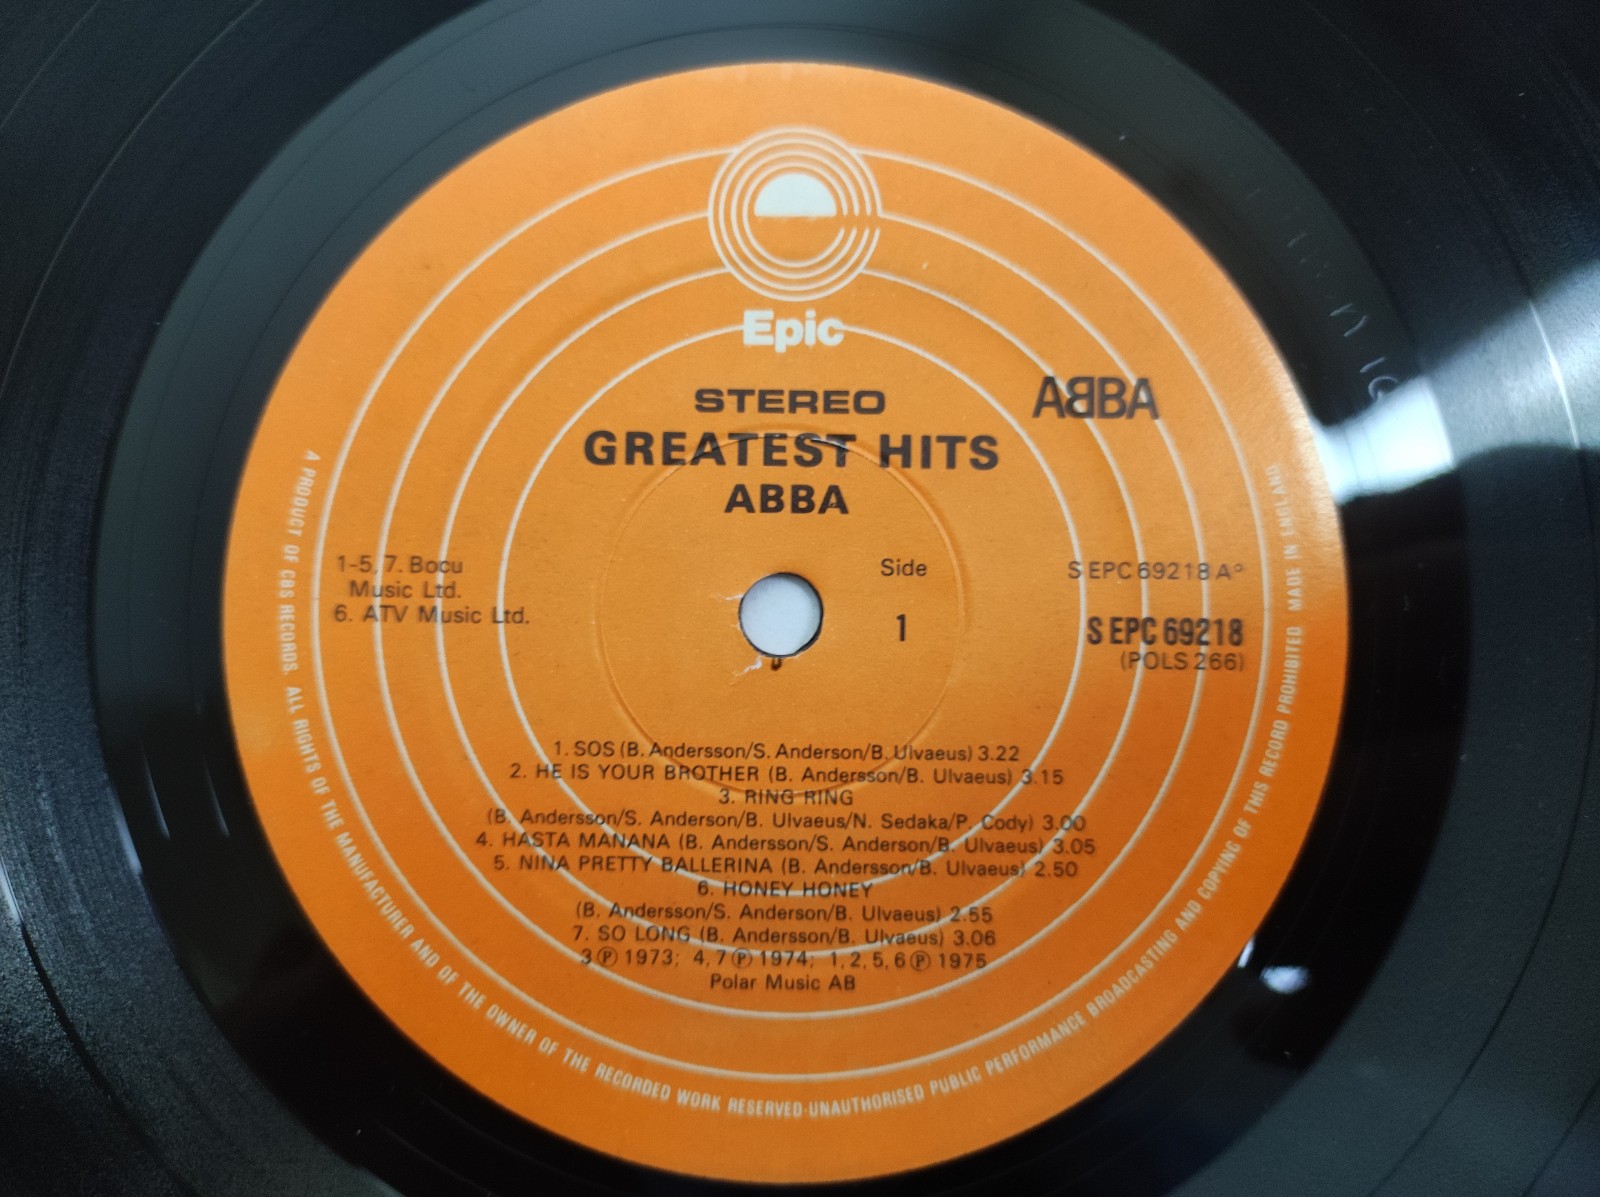 Epic
STEREO
ABBA
GREATEST HITS
ABBA
1-5, 7. Bocu
Music Ltd.
6. ATV Music Ltd.
Side
1
S EPC 69218 A°
S EPC 69218
(POLS 266)
1. SOS (B. Andersson/S. Anderson/B. Ulvaeus) 3.22
2. HE IS YOUR BROTHER (B. Andersson/B. Ulvaeus) 3.15
3. RING RING
(B. Andersson/S. Anderson/B. Ulvaeus/N. Sedaka/P. Cody) 3.00
4. HASTA MANANA (B. Andersson/S. Anderson/B. Ulvaeus) 3.05
5. NINA PRETTY BALLERINA (B. Andersson/B. Ulvaeus) 2.50
6. HONEY HONEY
(B. Andersson/S. Anderson/B. Ulvaeus) 2.55
7. SO LONG (B. Andersson/B. Ulvaeus) 3.06
3 Ⓟ 1973; 4, 7 Ⓟ 1974; 1, 2, 5, 6 Ⓟ 1975
Polar Music AB
A PRODUCT OF CBS RECORDS. ALL RIGHTS OF THE MANUFACTURER AND OF THE OWNER OF THE RECORDED WORK RESERVED·UNAUTHORISED PUBLIC PERFORMANCE BROADCASTING AND COPYING OF THIS RECORD PROHIBITED MADE IN ENGLAND